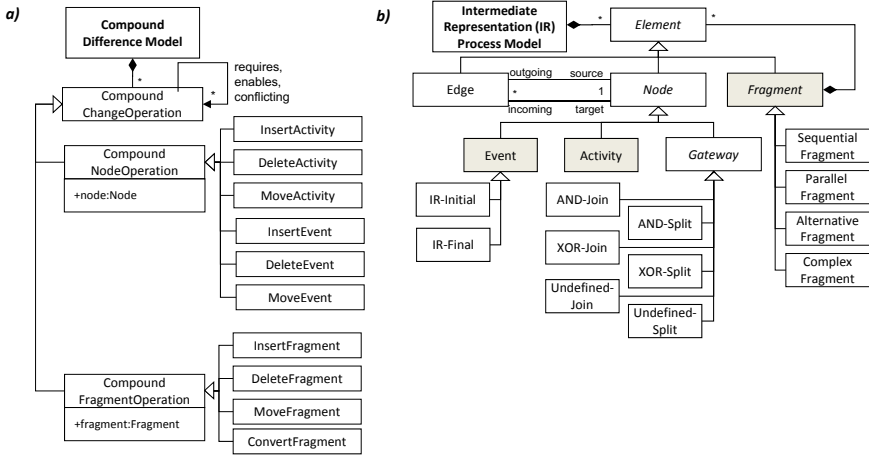 a)
Compound
Difference Model
*
requires,
enables,
conflicting
*
Compound
ChangeOperation
Compound
NodeOperation
+node:Node
InsertActivity
DeleteActivity
MoveActivity
InsertEvent
DeleteEvent
MoveEvent
Compound
FragmentOperation
+fragment:Fragment
InsertFragment
DeleteFragment
MoveFragment
ConvertFragment
b)
Intermediate
Representation (IR)
Process Model
*
Element
*
Edge
outgoing source
* 1
incoming target
Node
Fragment
Event
Activity
Gateway
IR-Initial
IR-Final
AND-Join
AND-Split
XOR-Join
XOR-Split
Undefined-
Join
Undefined-
Split
Sequential
Fragment
Parallel
Fragment
Alternative
Fragment
Complex
Fragment